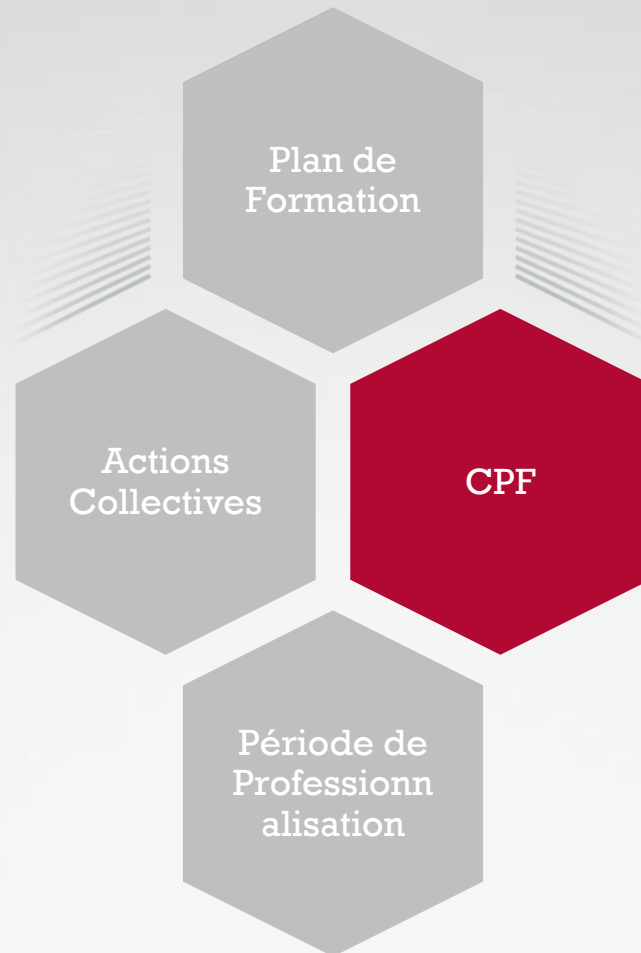 Plan de
Formation
Actions
Collectives
CPF
Période de
Professionn
alisation